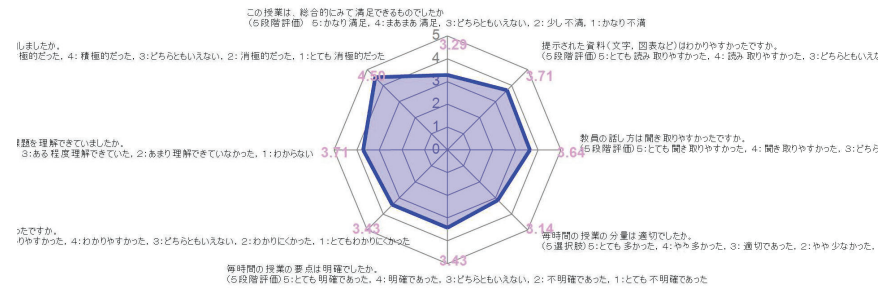 この授業は、総合的にみて満足できるものでしたか
(5段階評価) 5:かなり満足, 4:まあまあ満足, 3:どちらともいえない, 2:少し不満, 1:かなり不満
5
3.29
しましたか。
極的だった, 4:積極的だった, 3:どちらともいえない, 2:消極的だった, 1:とても消極的だった
提示された資料(文字, 図表など)はわかりやすかったですか。
(5段階評価)5:とても読み取りやすかった, 4:読み取りやすかった, 3:どちらともいえな
4
4.50
3.71
3
2
1
0
課題を理解できていましたか。
3:ある程度理解できていた, 2:あまり理解できていなかった, 1:わからない
3.71
教員の話し方は聞き取りやすかったですか。
(5段階評価)5:とても聞き取りやすかった, 4:聞き取りやすかった, 3:どちら
3.64
ったですか。
りやすかった, 4:わかりやすかった, 3:どちらともいえない, 2:わかりにくかった, 1:とてもわかりにくかった
3.43
3.14
毎時間の授業の分量は適切でしたか。
(5選択肢)5:とても多かった, 4:やや多かった, 3:適切であった, 2:やや少なかった,
3.43
毎時間の授業の要点は明確でしたか。
(5段階評価)5:とても明確であった, 4:明確であった, 3:どちらともいえない, 2:不明確であった, 1:とても不明確であった